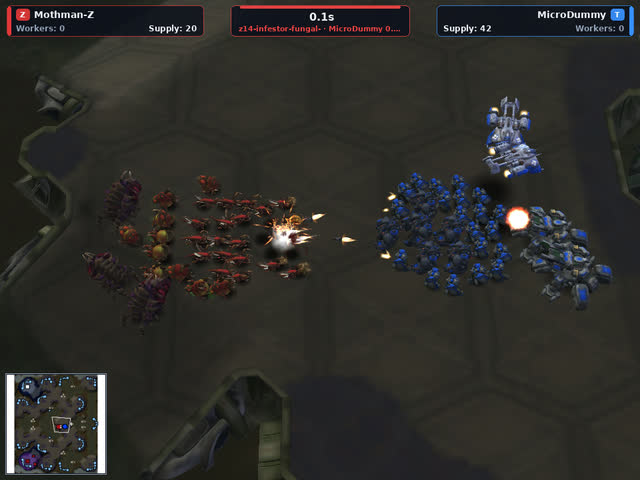 Z Mothman-Z
Workers: 0 Supply: 20
0.1s
z14-infestor-fungal- · MicroDummy 0....
MicroDummy T
Supply: 42 Workers: 0